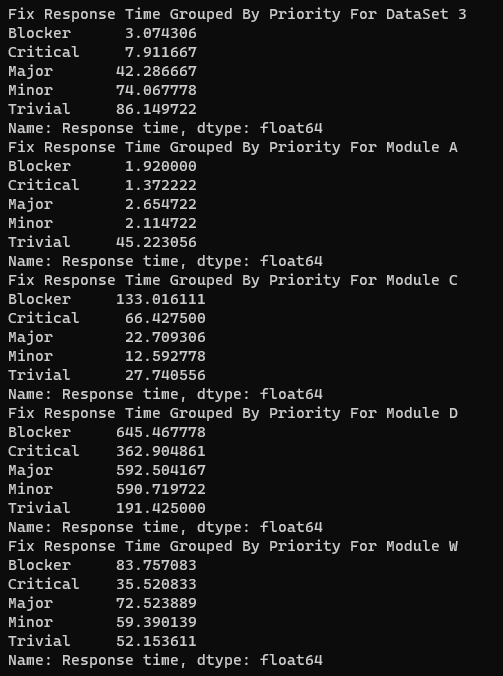 Fix Response Time Grouped By Priority For DataSet 3
Blocker      3.074306
Critical     7.911667
Major       42.286667
Minor       74.067778
Trivial     86.149722
Name: Response time, dtype: float64
Fix Response Time Grouped By Priority For Module A
Blocker      1.920000
Critical     1.372222
Major        2.654722
Minor        2.114722
Trivial     45.223056
Name: Response time, dtype: float64
Fix Response Time Grouped By Priority For Module C
Blocker     133.016111
Critical     66.427500
Major        22.709306
Minor        12.592778
Trivial      27.740556
Name: Response time, dtype: float64
Fix Response Time Grouped By Priority For Module D
Blocker     645.467778
Critical    362.904861
Major       592.504167
Minor       590.719722
Trivial     191.425000
Name: Response time, dtype: float64
Fix Response Time Grouped By Priority For Module W
Blocker     83.757083
Critical    35.520833
Major       72.523889
Minor       59.390139
Trivial     52.153611
Name: Response time, dtype: float64